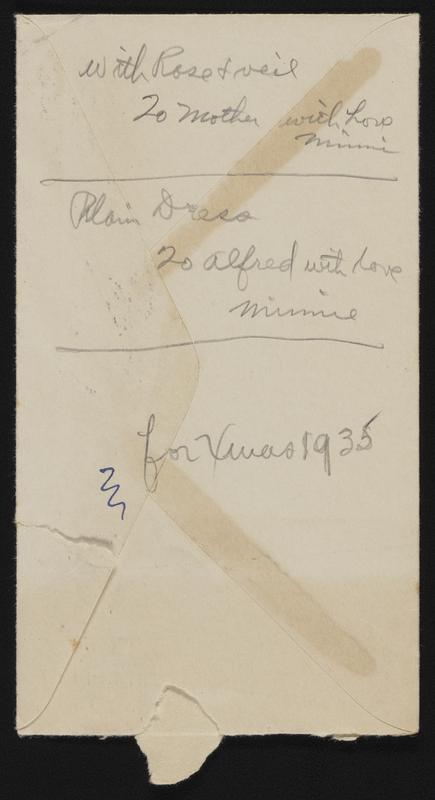 with Rose & veil
To Mother with Love
Minnie
Plain Dress
To Alfred with Love
Minnie
for Xmas 1935